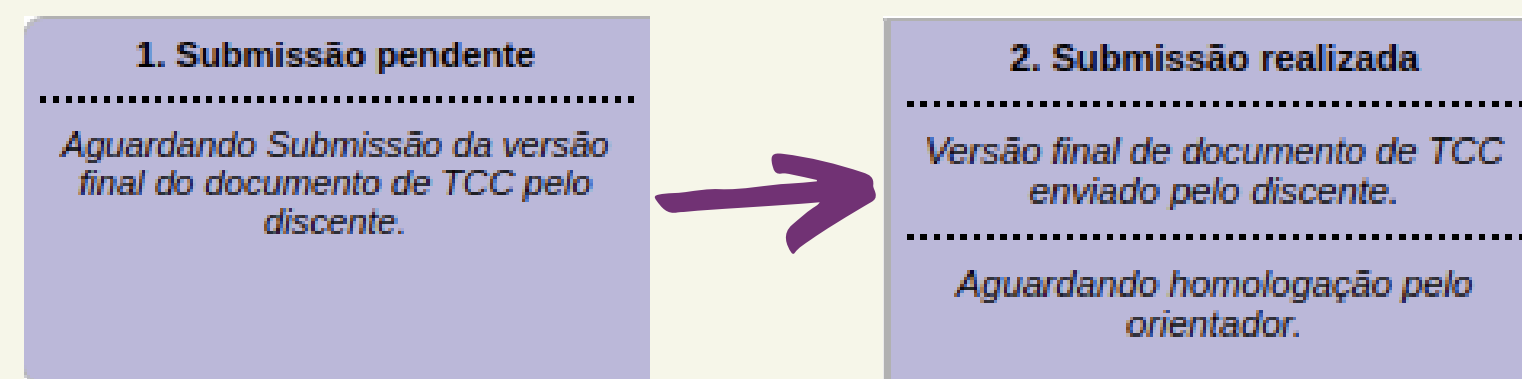 1. Submissão pendente
Aguardando Submissão da versão
final do documento de TCC pelo
discente.
2. Submissão realizada
Versão final de documento de TCC
enviado pelo discente.
Aguardando homologação pelo
orientador.